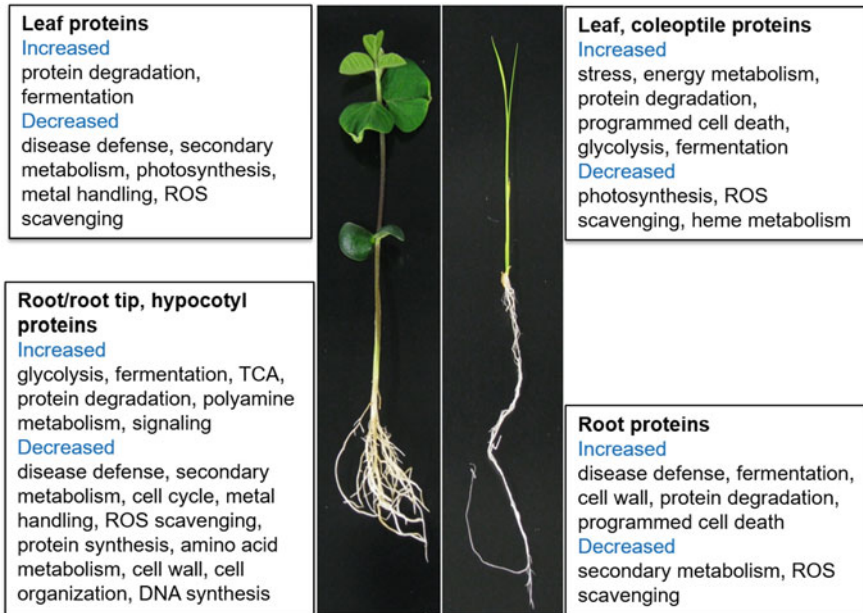 Leaf proteins
Increased
protein degradation,
fermentation
Decreased
disease defense, secondary
metabolism, photosynthesis,
metal handling, ROS
scavenging
Root/root tip, hypocotyl
proteins
Increased
glycolysis, fermentation, TCA,
protein degradation, polyamine
metabolism, signaling
Decreased
disease defense, secondary
metabolism, cell cycle, metal
handling, ROS scavenging,
protein synthesis, amino acid
metabolism, cell wall, cell
organization, DNA synthesis
Leaf, coleoptile proteins
Increased
stress, energy metabolism,
protein degradation,
programmed cell death,
glycolysis, fermentation
Decreased
photosynthesis, ROS
scavenging, heme metabolism
Root proteins
Increased
disease defense, fermentation,
cell wall, protein degradation,
programmed cell death
Decreased
secondary metabolism, ROS
scavenging